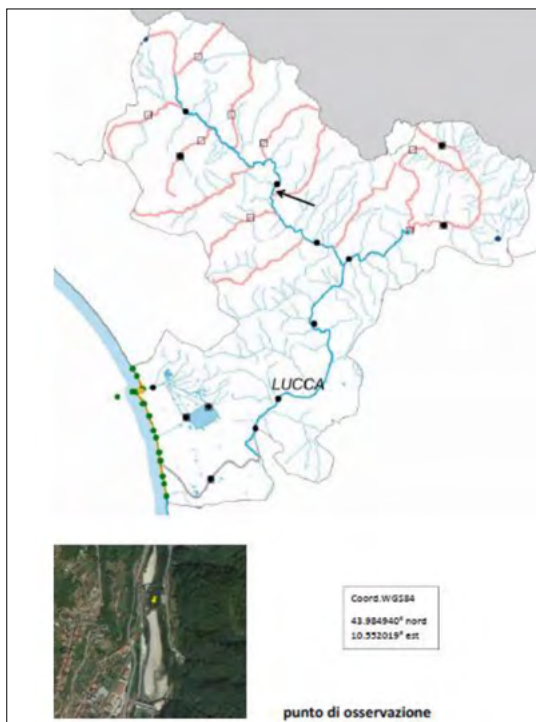 LUCCA
Coord.WGS84
43.984940° nord
10.552019° est
punto di osservazione